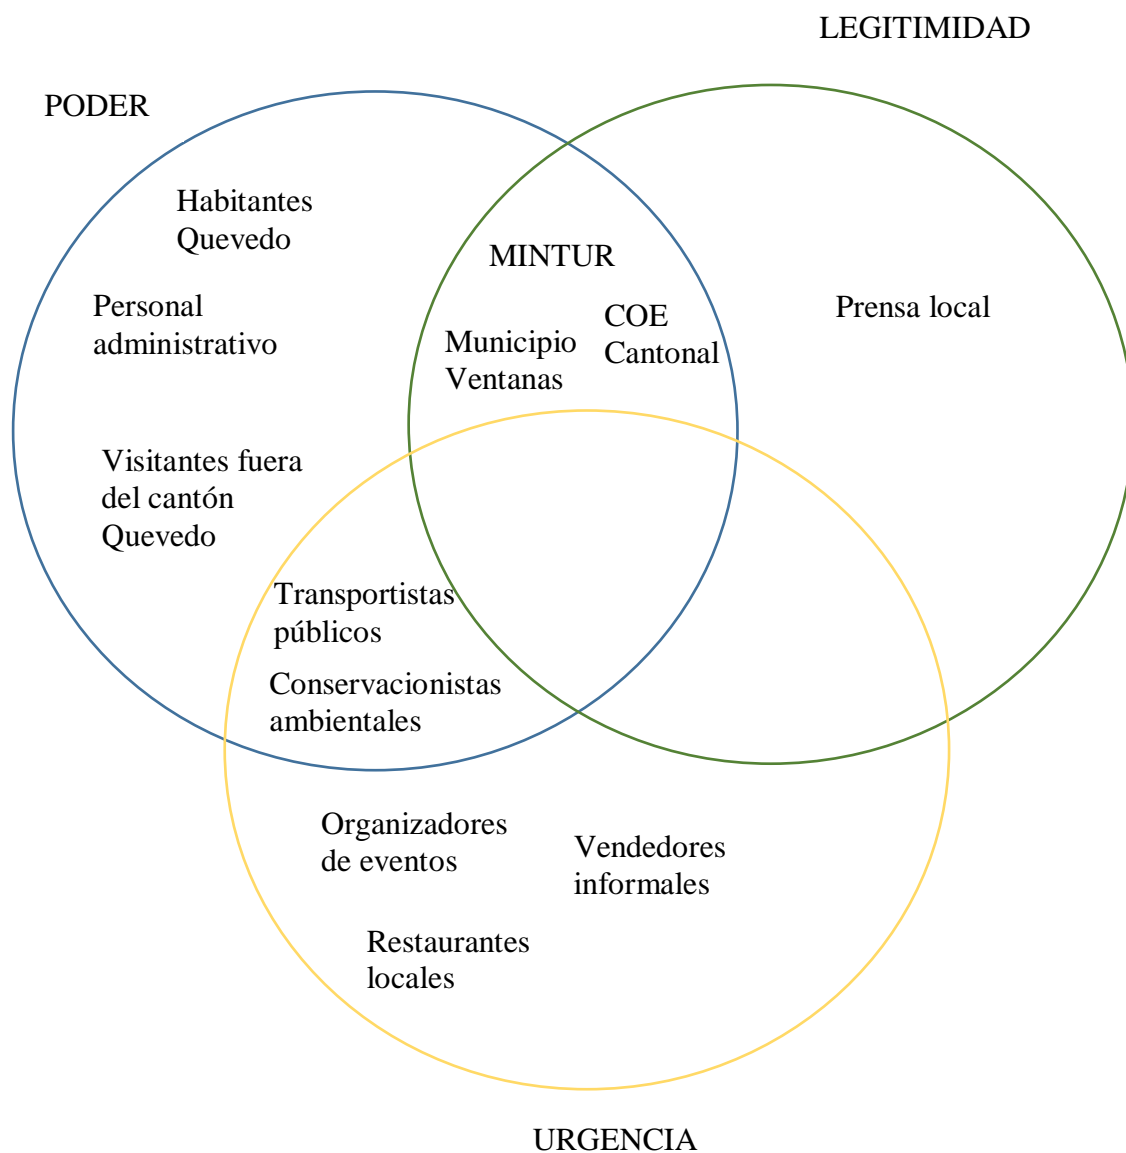 LEGITIMIDAD
PODER
Habitantes
Quevedo
MINTUR
Personal
administrativo
Prensa local
COE
Cantonal
Municipio
Ventanas
Visitantes fuera
del cantón
Quevedo
Transportistas
públicos
Conservacionistas
ambientales
Organizadores
de eventos
Vendedores
informales
Restaurantes
locales
URGENCIA